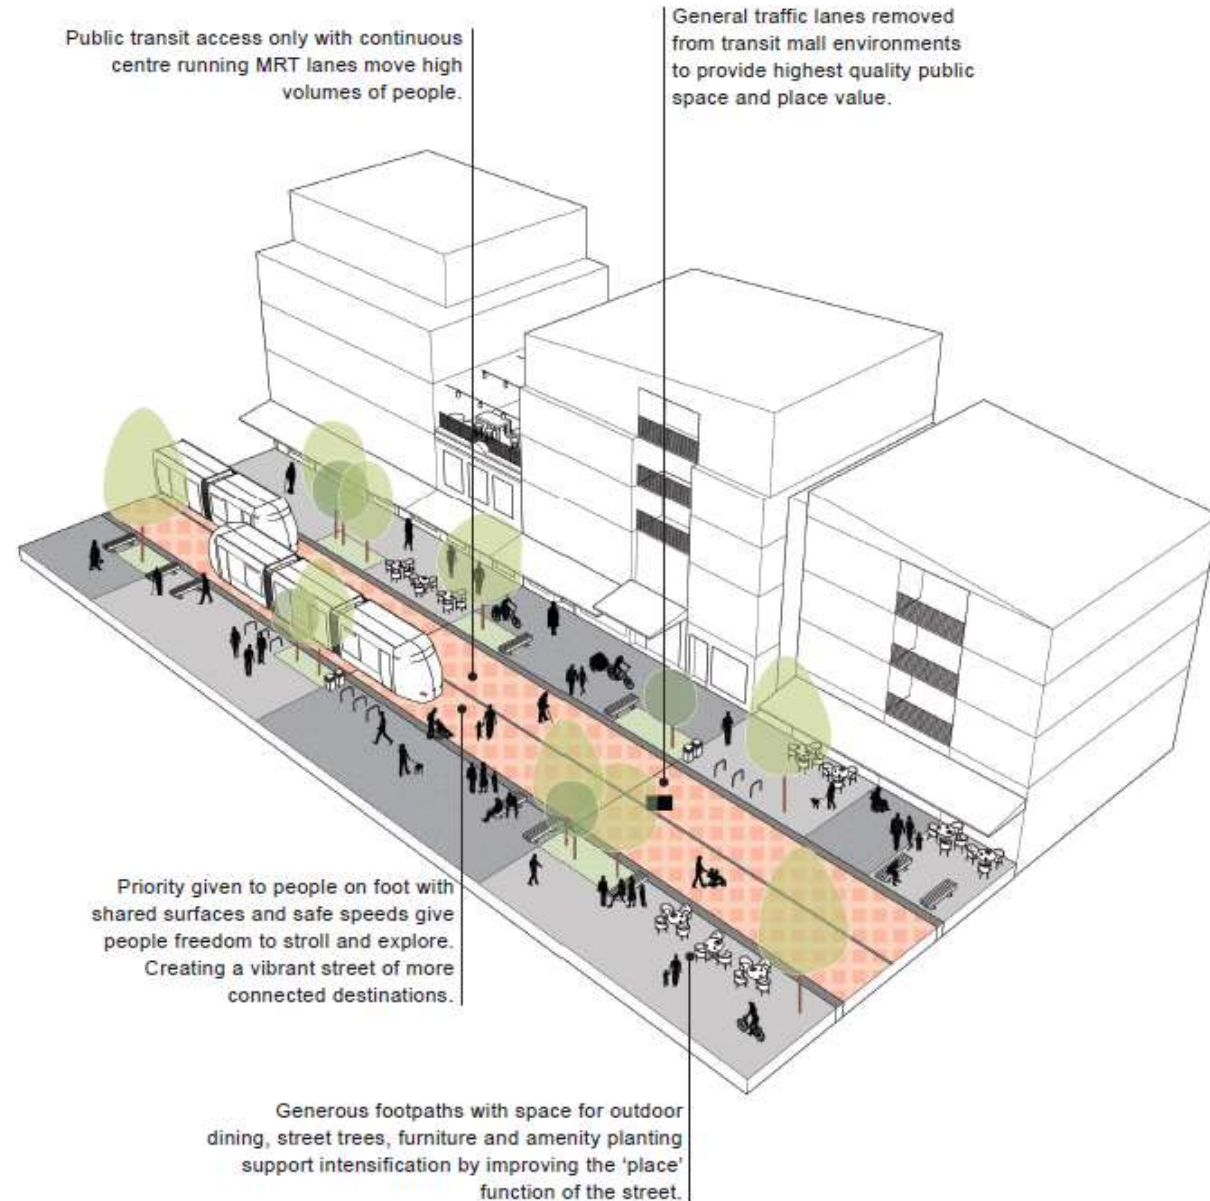 Public transit access only with continuous
centre running MRT lanes move high
volumes of people.
General traffic lanes removed
from transit mall environments
to provide highest quality public
space and place value.
Priority given to people on foot with
shared surfaces and safe speeds give
people freedom to stroll and explore.
Creating a vibrant street of more
connected destinations.
Generous footpaths with space for outdoor
dining, street trees, furniture and amenity planting
support intensification by improving the ‘place’
function of the street.